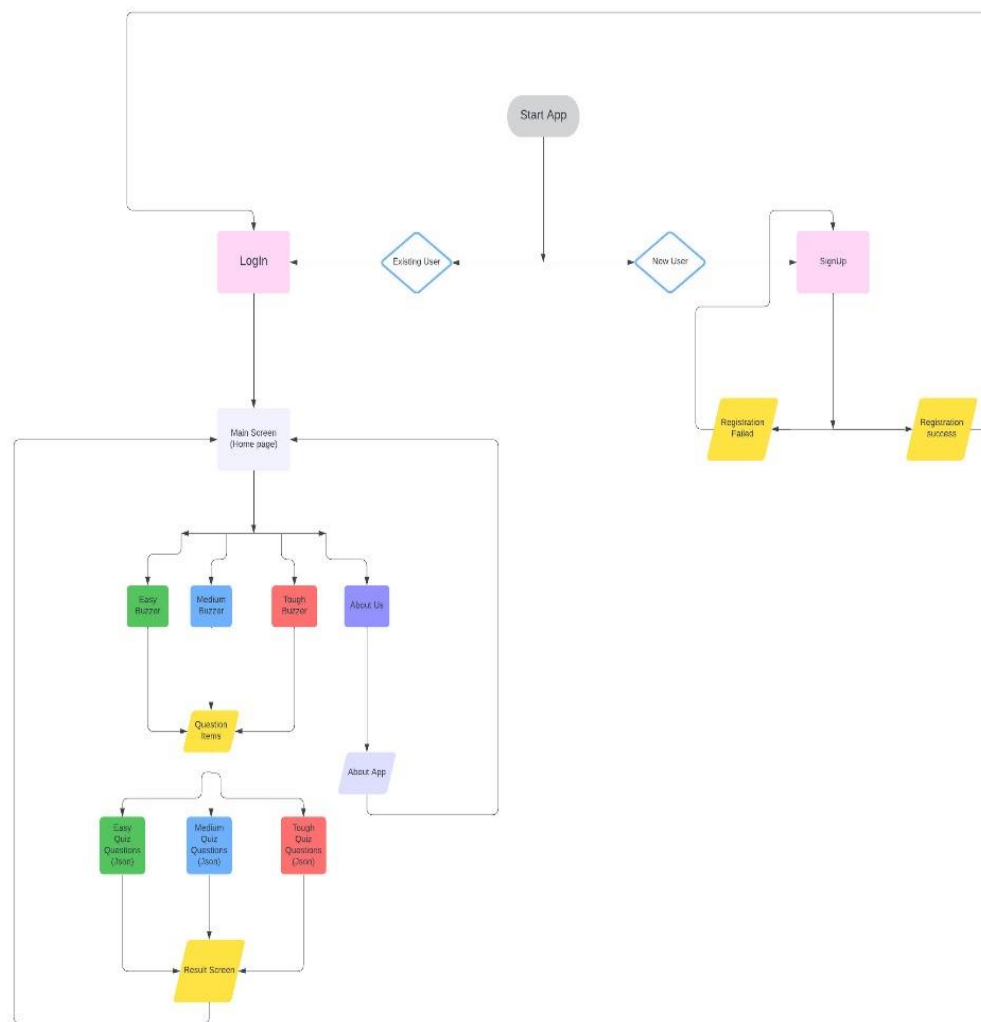 Start App
LogIn
Existing User
New User
SignUp
Main Screen
(Home page)
Registration
Failed
Registration
success
Easy
Buzzer
Medium
Buzzer
Tough
Buzzer
About Us
Question
Items
About App
Easy
Quiz
Questions
(Json)
Medium
Quiz
Questions
(Json)
Tough
Quiz
Questions
(Json)
Result Screen